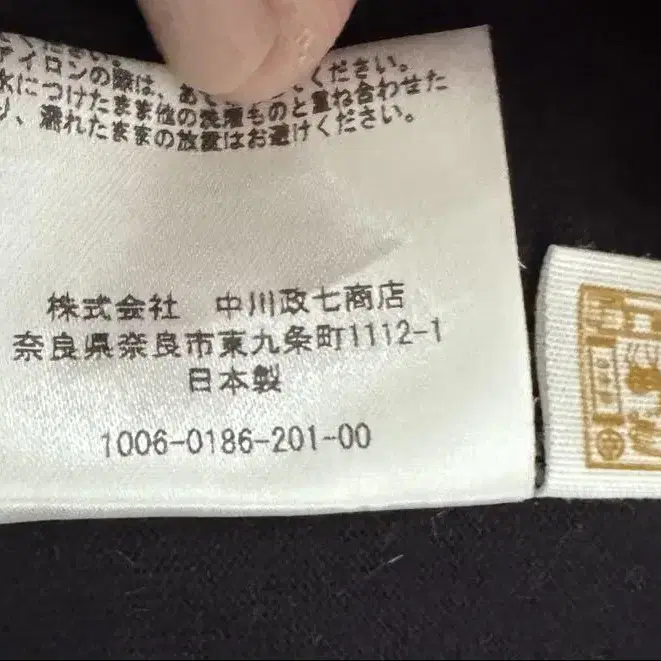 アイロンの際は、あて ください。
水につけたまま他の洗濯ものと重ね合わせた
り、濡れたままの放置はお避けください。
株式会社 中川政七商店
奈良県奈良市東九条町1112-1
日本製
1006-0186-201-00